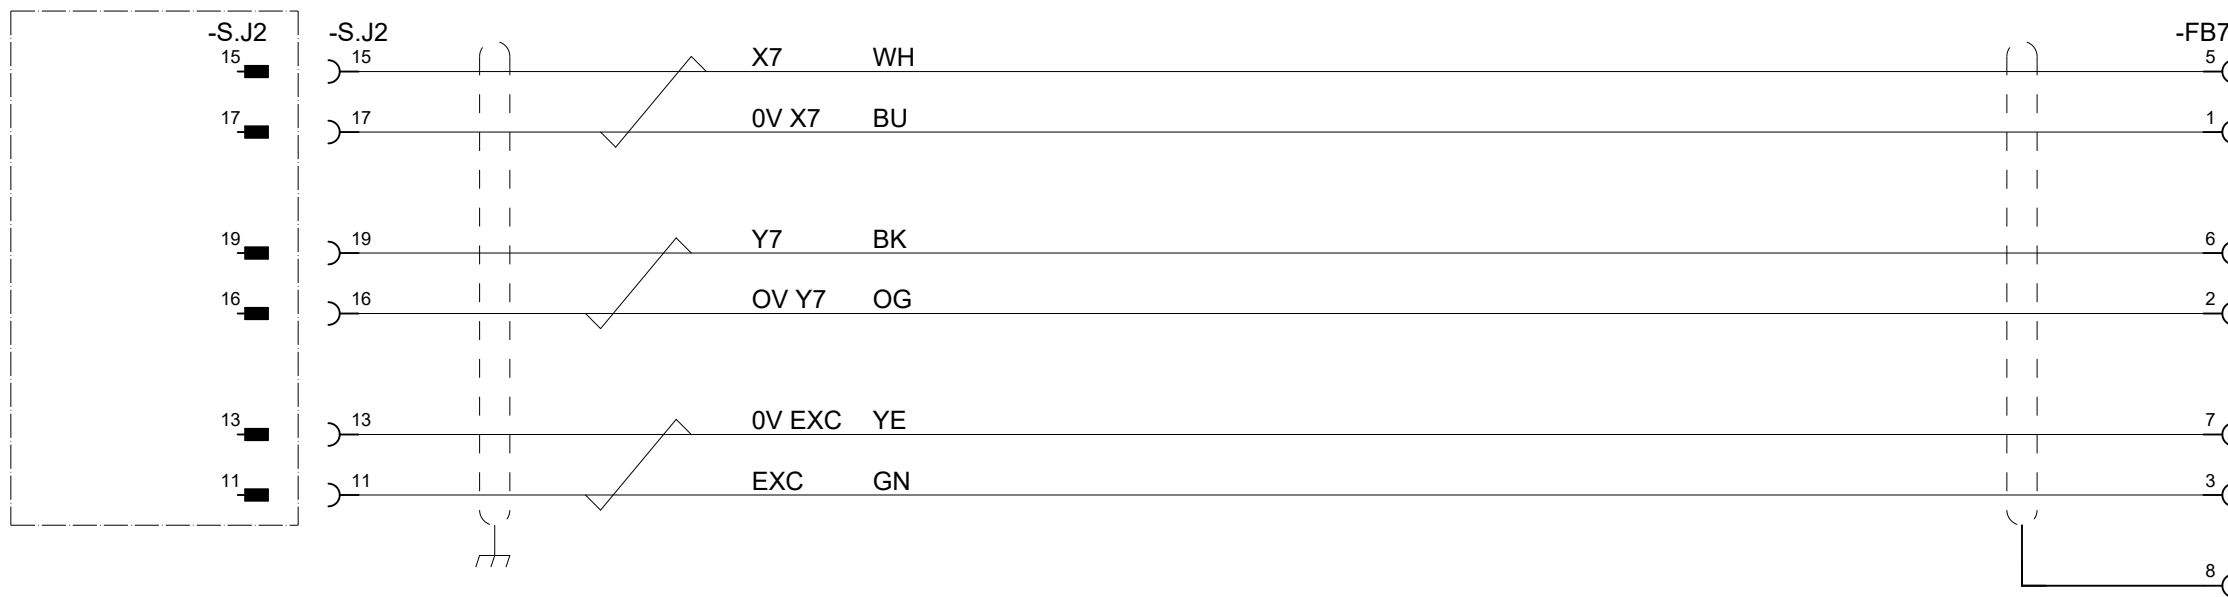 -S.J2 -S.J2 -FB7
15 15 X7 WH 5
17 17 0V X7 BU 1
19 19 Y7 BK 6
16 16 OV Y7 OG 2
13 13 0V EXC YE 7
11 11 EXC GN 3
8